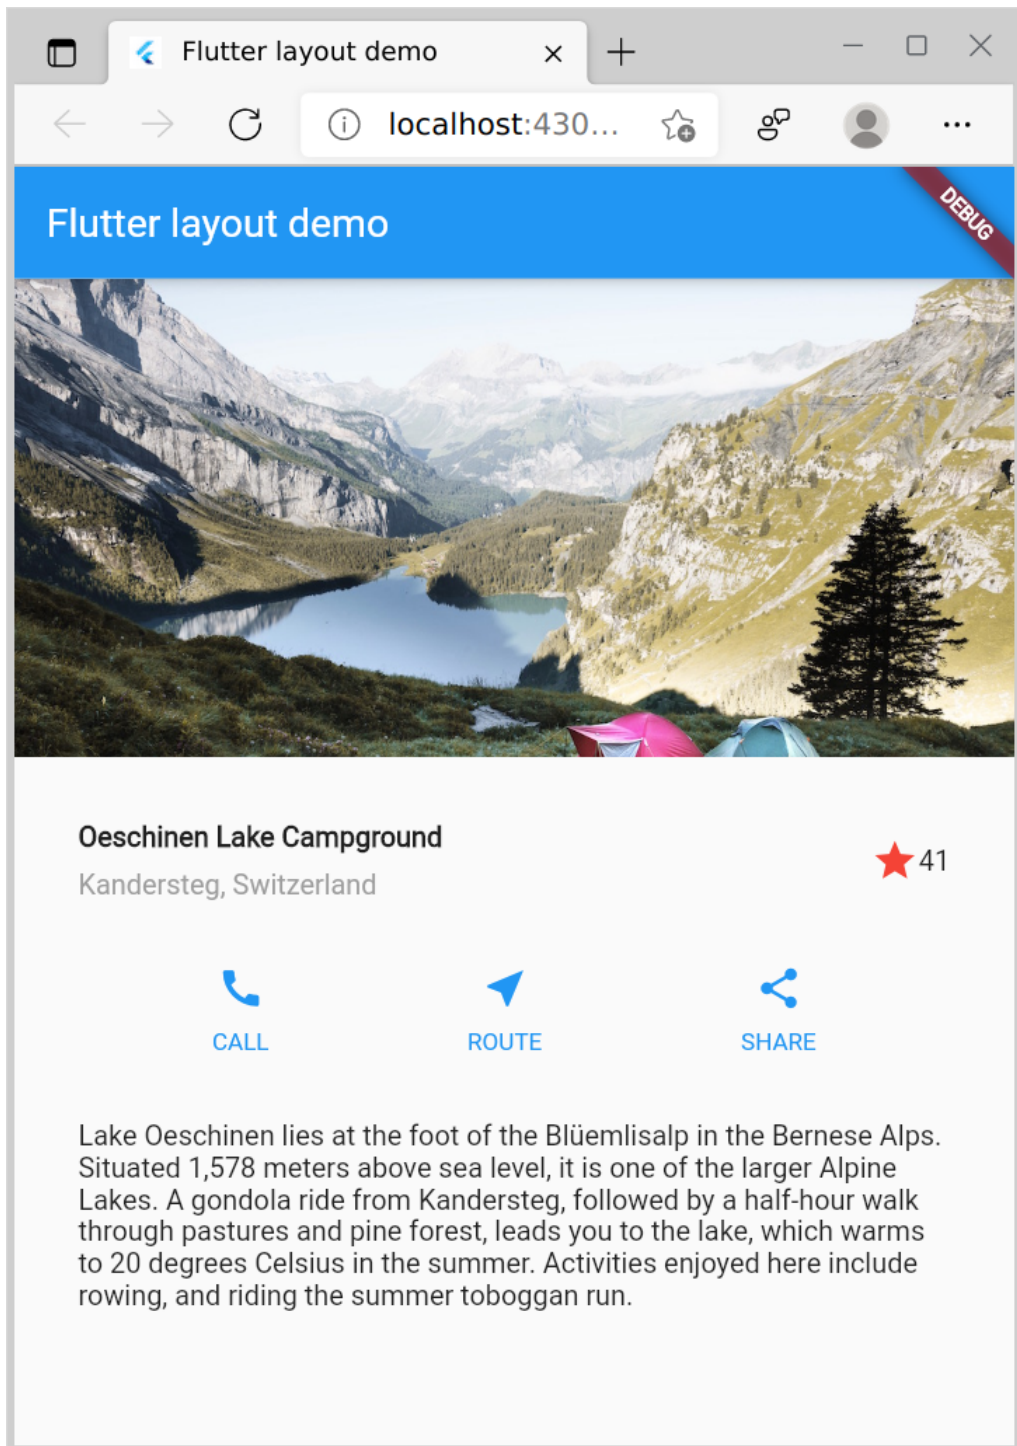 Flutter layout demo
localhost:430...
Flutter layout demo
DEBUG
Oeschinen Lake Campground
Kandersteg, Switzerland
41
CALL
ROUTE
SHARE
Lake Oeschinen lies at the foot of the Blüemlisalp in the Bernese Alps.
Situated 1,578 meters above sea level, it is one of the larger Alpine
Lakes. A gondola ride from Kandersteg, followed by a half-hour walk
through pastures and pine forest, leads you to the lake, which warms
to 20 degrees Celsius in the summer. Activities enjoyed here include
rowing, and riding the summer toboggan run.